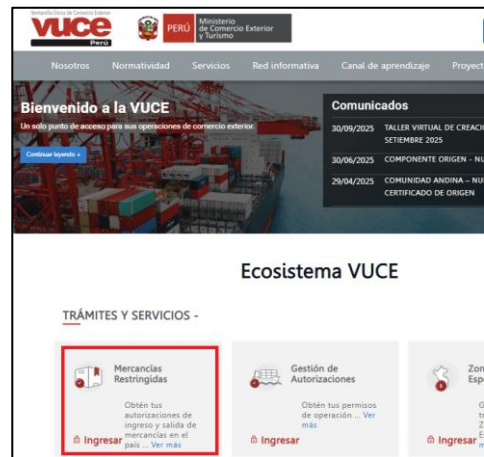 Ventanilla Única de Comercio Exterior
vuce
Perú
PERÚ
Ministerio
de Comercio Exterior
y Turismo
Nosotros Normatividad Servicios Red informativa Canal de aprendizaje Proyect
Bienvenido a la VUCE
Un solo punto de acceso para sus operaciones de comercio exterior.
Continuar leyendo »
Comunicados
30/09/2025 TALLER VIRTUAL DE CREACIÓ
SETIEMBRE 2025
30/06/2025 COMPONENTE ORIGEN – NU
29/04/2025 COMUNIDAD ANDINA – NU
CERTIFICADO DE ORIGEN
Ecosistema VUCE
TRÁMITES Y SERVICIOS -
Mercancías
Restringidas
Obtén tus
autorizaciones de
ingreso y salida de
mercancías en el
país ... Ver más
Ingresar
Gestión de
Autorizaciones
Obtén tus permisos
de operación ... Ver
más
Ingresar
Zon
Esp
Ingresar